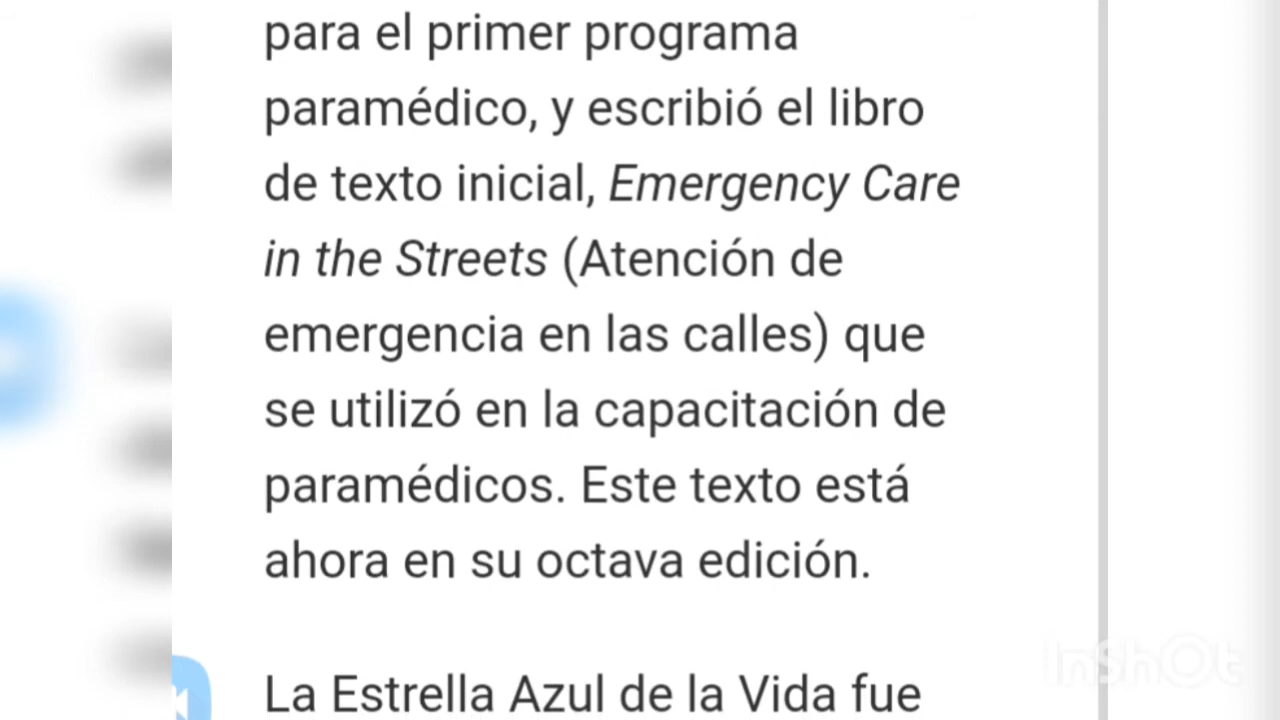 para el primer programa
paramédico, y escribió el libro
de texto inicial, Emergency Care
in the Streets (Atención de
emergencia en las calles) que
se utilizó en la capacitación de
paramédicos. Este texto está
ahora en su octava edición.
La Estrella Azul de la Vida fue
InShOt